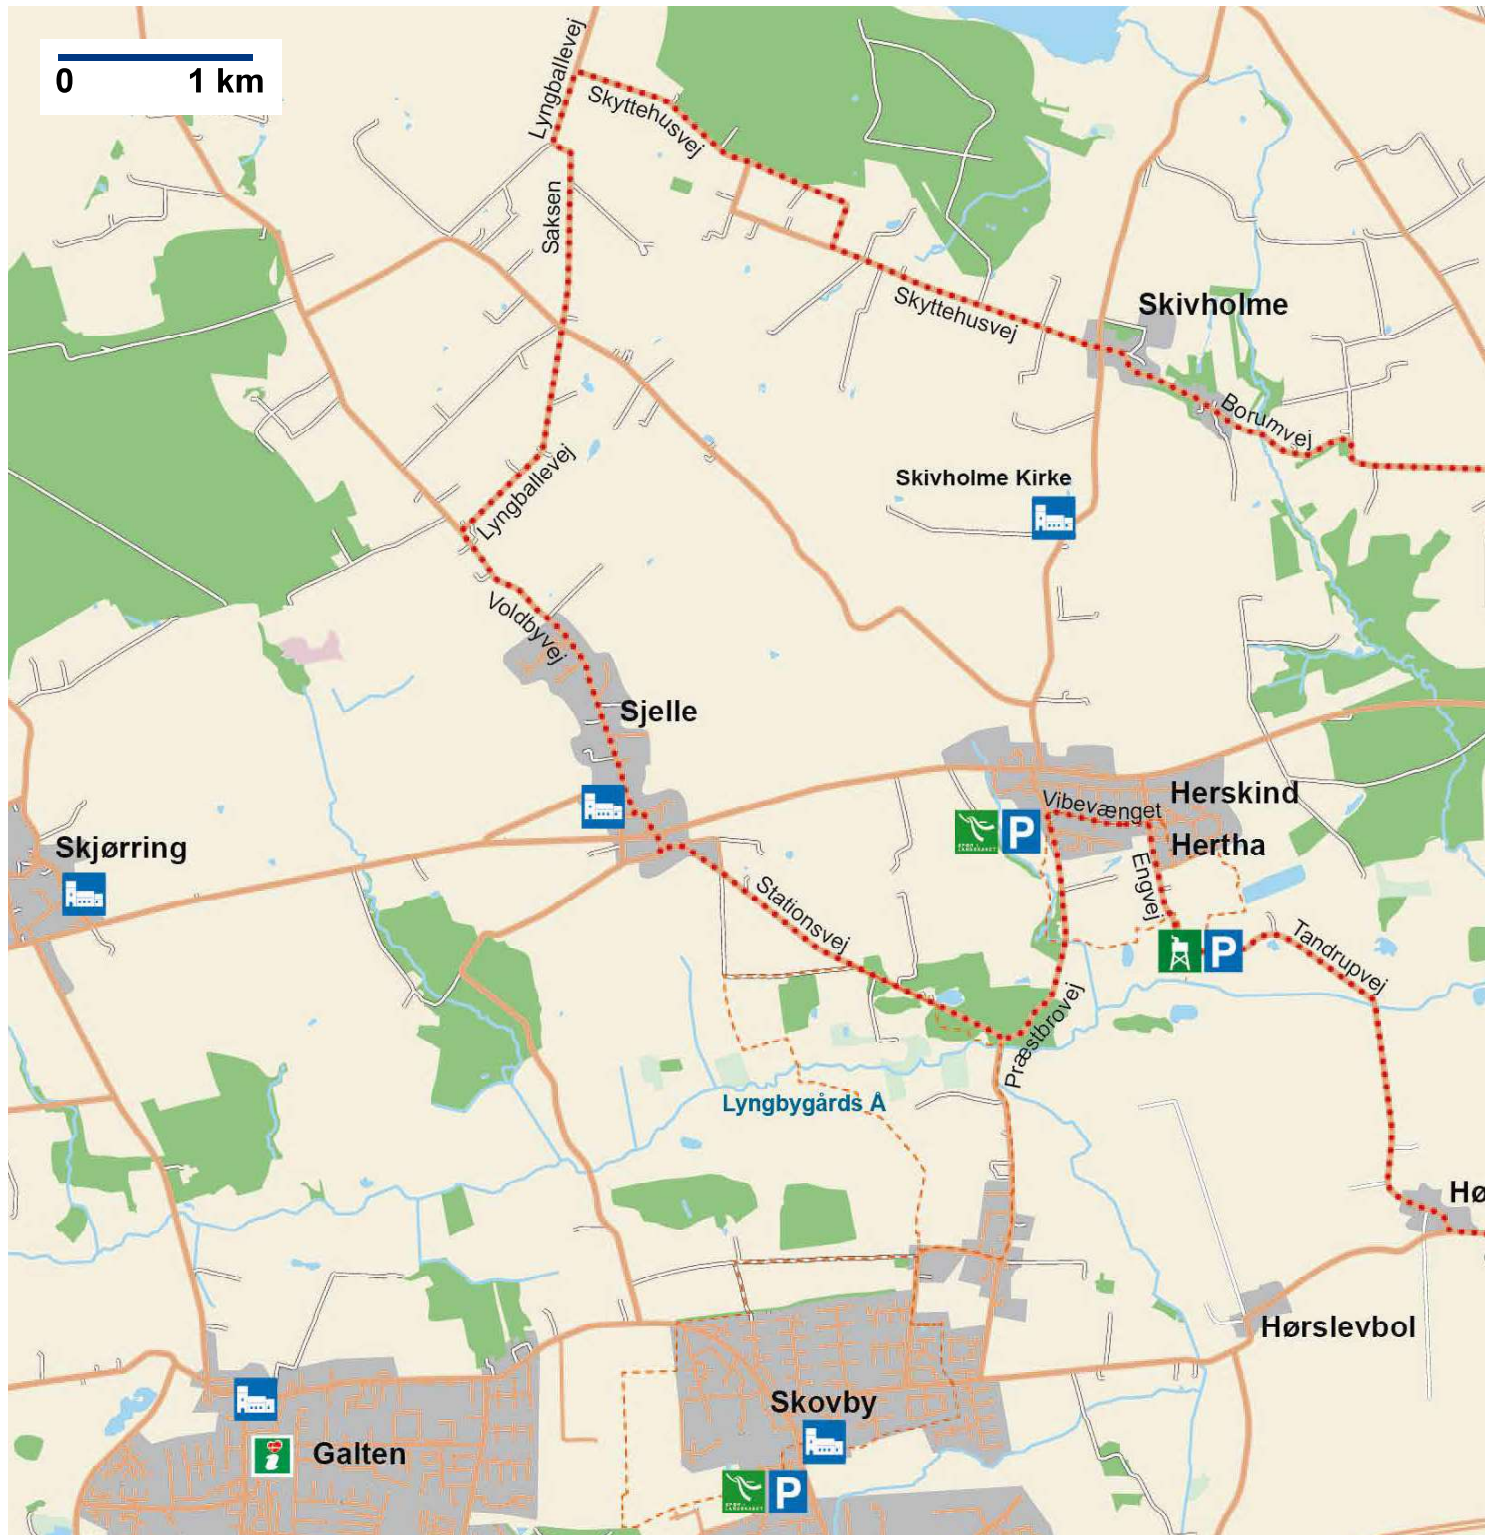 0 1 km
Lyngballevej
Skyttehusvej
Saksen
Skyttehusvej
Skivholme
Borumvej
Lyngballevej
Skivholme Kirke
Voldbyvej
Sjelle
Vibevænget
Herskind
P
Hertha
Skjørring
Engvej
Stationsvej
P
Tandrupvej
Præstbrovej
Lyngbygårds Å
Hø
Hørslevbol
Skovby
Galten
i
P